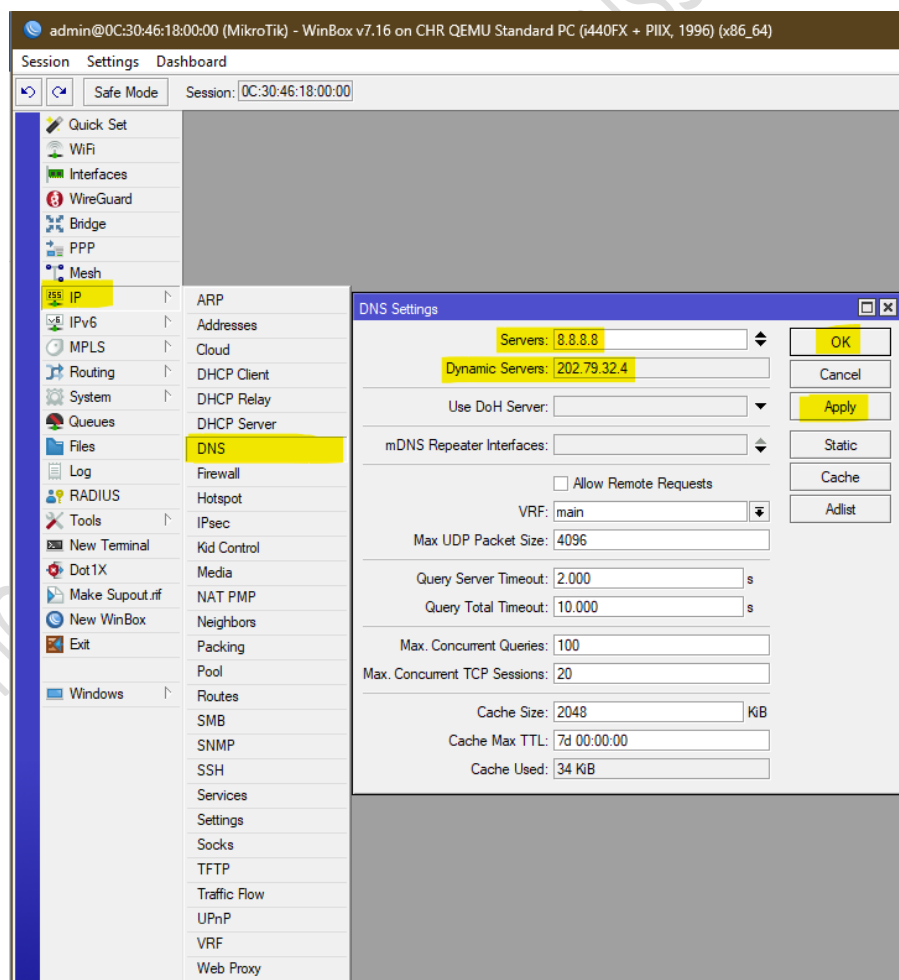 admin@0C:30:46:18:00:00 (MikroTik) - WinBox v7.16 on CHR QEMU Standard PC (i440FX + PIIX, 1996) (x86_64)
Session Settings Dashboard
Safe Mode Session: 0C:30:46:18:00:00
Quick Set
WiFi
Interfaces
WireGuard
Bridge
PPP
Mesh
IP
IPv6
MPLS
Routing
System
Queues
Files
Log
RADIUS
Tools
New Terminal
Dot1X
Make Supout.rif
New WinBox
Exit
Windows
ARP
Addresses
Cloud
DHCP Client
DHCP Relay
DHCP Server
DNS
Firewall
Hotspot
IPsec
Kid Control
Media
NAT PMP
Neighbors
Packing
Pool
Routes
SMB
SNMP
SSH
Services
Settings
Socks
TFTP
Traffic Flow
UPnP
VRF
Web Proxy
DNS Settings
Servers: 8.8.8.8
Dynamic Servers: 202.79.32.4
Use DoH Server:
mDNS Repeater Interfaces:
Allow Remote Requests
VRF: main
Max UDP Packet Size: 4096
Query Server Timeout: 2.000 s
Query Total Timeout: 10.000 s
Max. Concurrent Queries: 100
Max. Concurrent TCP Sessions: 20
Cache Size: 2048 KiB
Cache Max TTL: 7d 00:00:00
Cache Used: 34 KiB
OK
Cancel
Apply
Static
Cache
Adlist